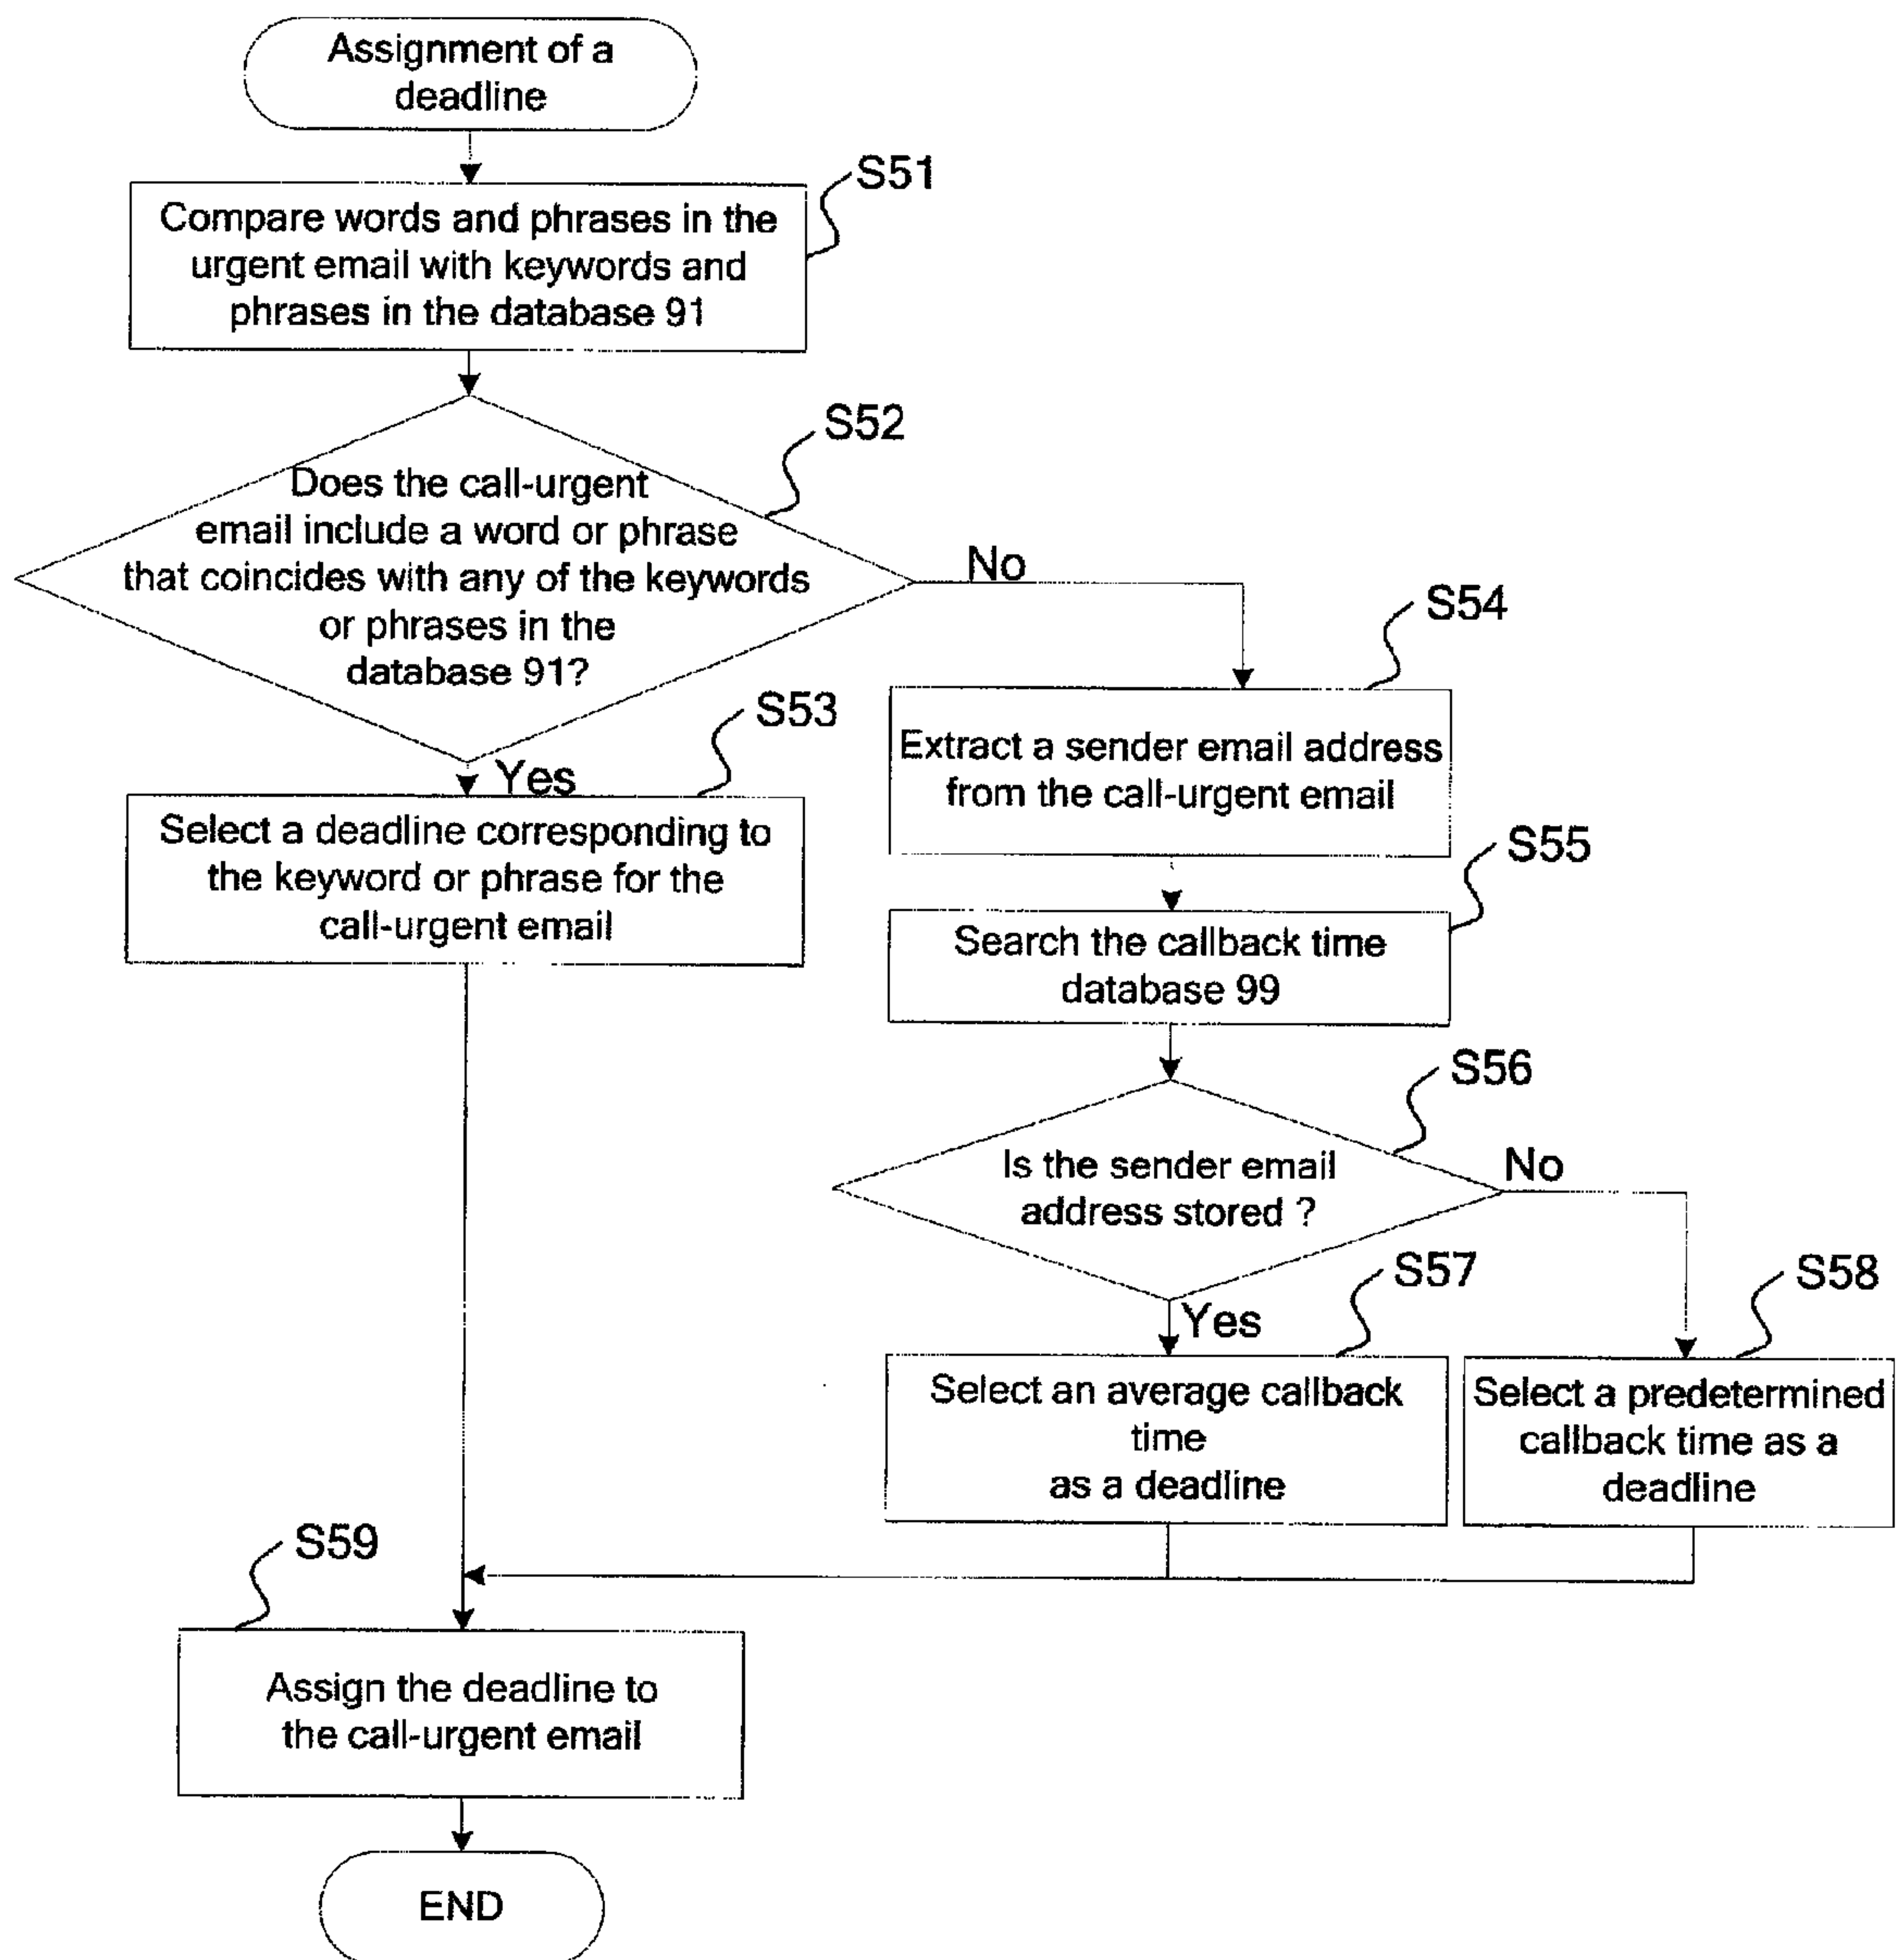 Assignment of a
deadline
S51
Compare words and phrases in the
urgent email with keywords and
phrases in the database 91
S52
Does the call-urgent
email include a word or phrase
that coincides with any of the keywords
or phrases in the
database 91?
No
Yes
S53
Select a deadline corresponding to
the keyword or phrase for the
call-urgent email
S54
Extract a sender email address
from the call-urgent email
S55
Search the callback time
database 99
S56
Is the sender email
address stored ?
No
Yes
S57
Select an average callback
time
as a deadline
S58
Select a predetermined
callback time as a
deadline
S59
Assign the deadline to
the call-urgent email
END